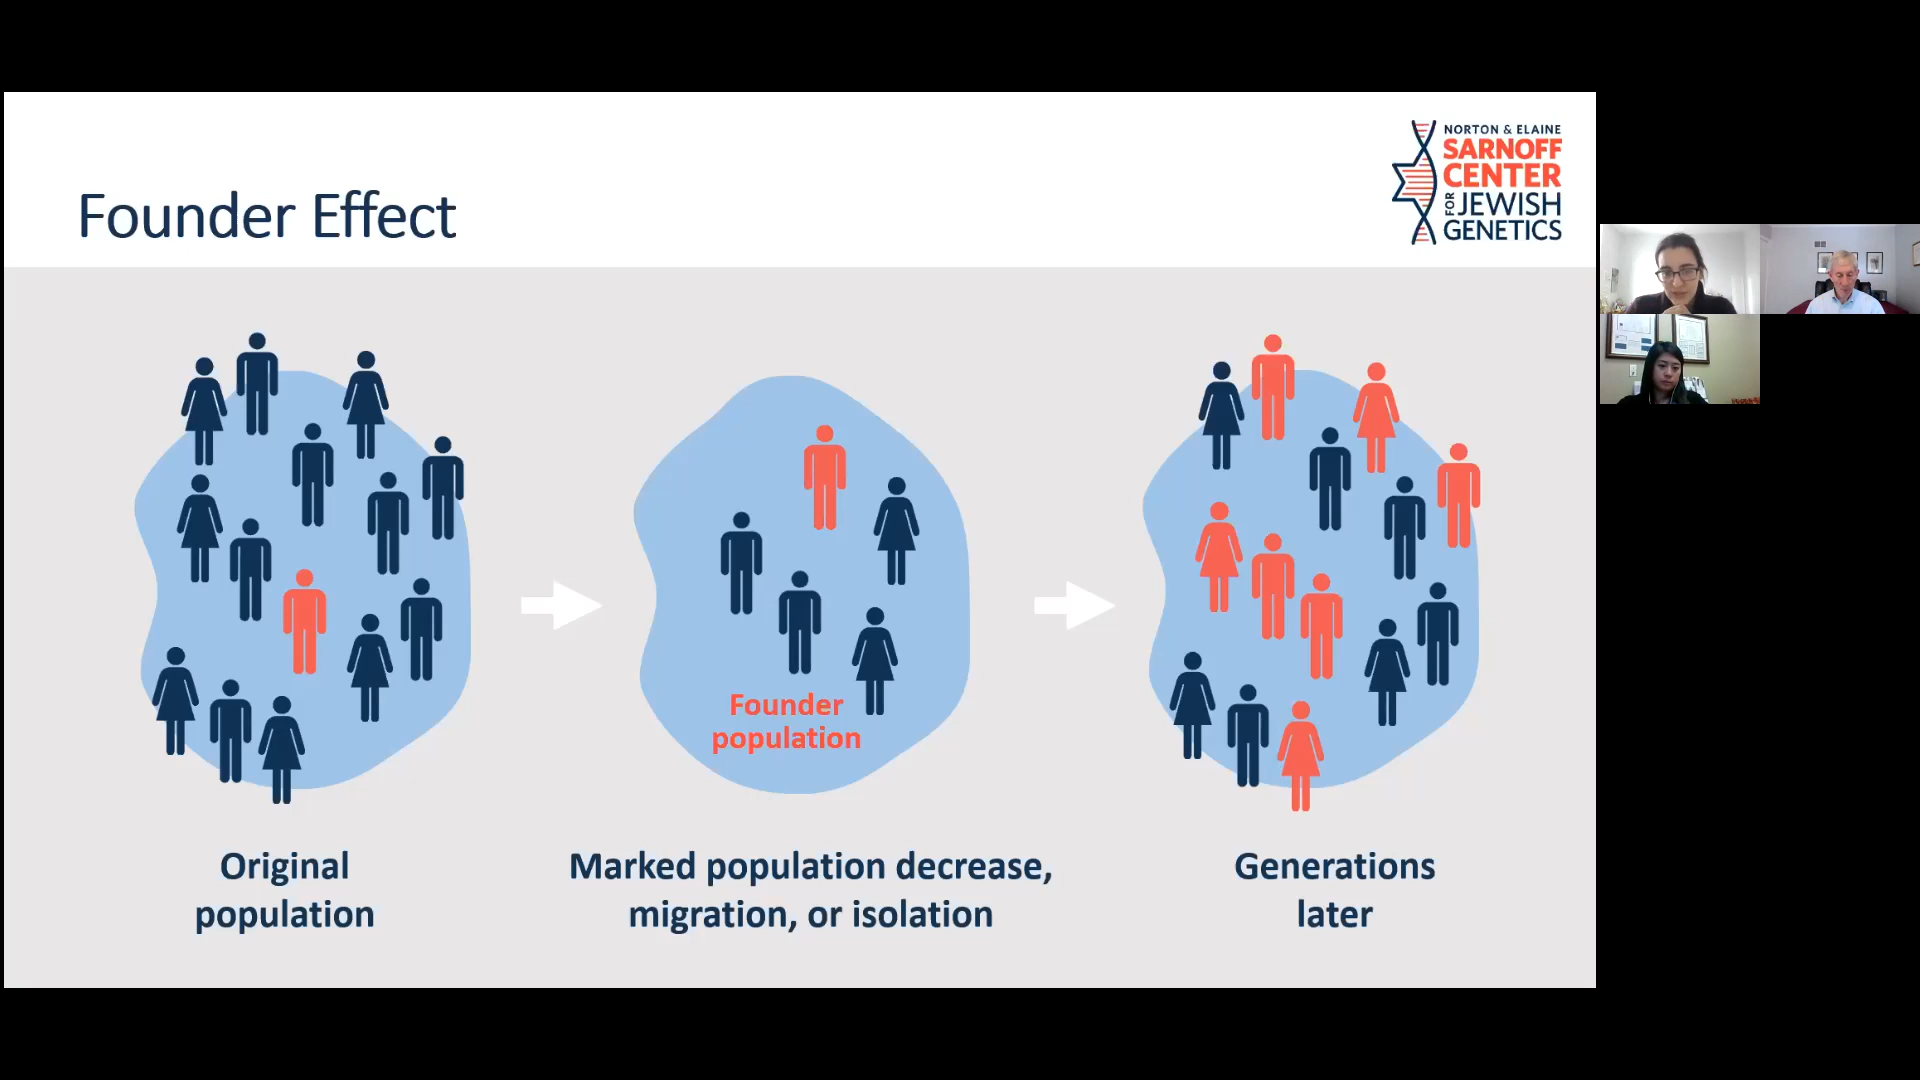 Founder Effect
NORTON & ELAINE
SARNOFF
CENTER
FOR JEWISH
GENETICS
Founder
population
Original
population
Marked population decrease,
migration, or isolation
Generations
later